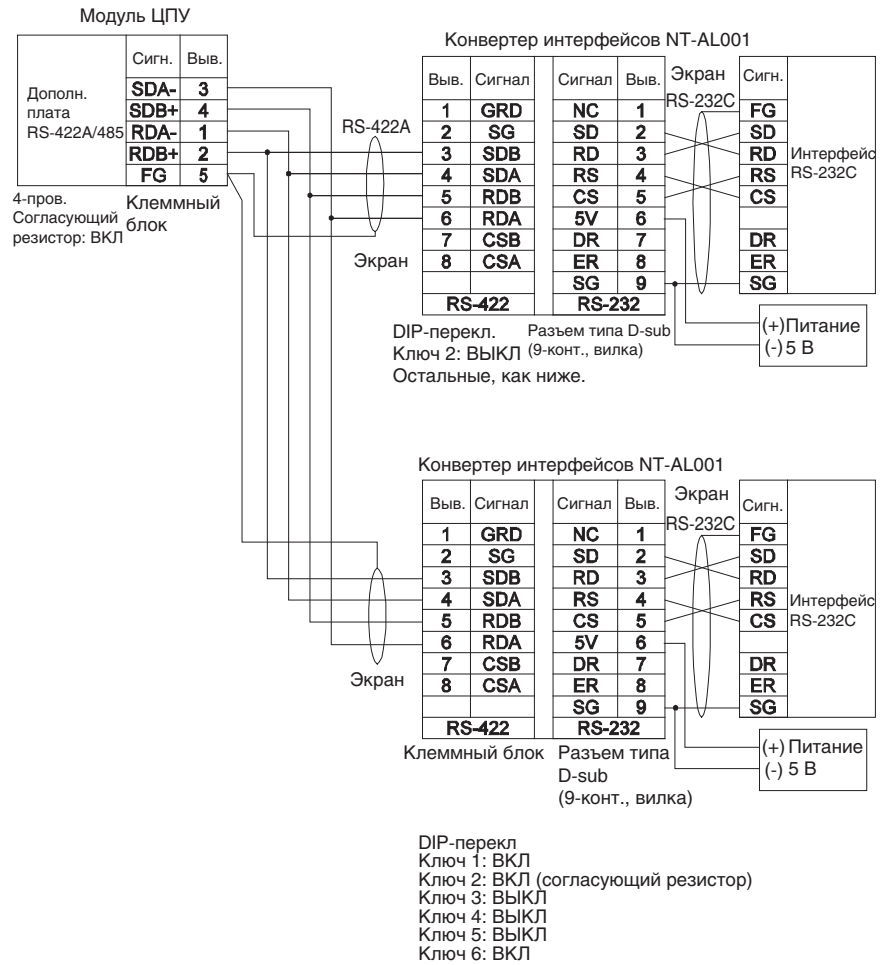 Модуль ЦПУ
Сигн. Выв.
Дополн.
плата
RS-422A/485
SDA- 3
SDB+ 4
RDA- 1
RDB+ 2
FG 5
4-пров.
Согласующий
резистор: ВКЛ
Клеммный
блок
RS-422A
Экран
Конвертер интерфейсов NT-AL001
Выв. Сигнал Сигнал Выв.
1 GRD NC 1
2 SG SD 2
3 SDB RD 3
4 SDA RS 4
5 RDB CS 5
6 RDA 5V 6
7 CSB DR 7
8 CSA ER 8
SG 9
RS-422 RS-232
Экран
RS-232C
Сигн.
FG
SD
RD
RS
CS
DR
ER
SG
Интерфейс
RS-232C
(+) Питание
(-) 5 В
DIP-перекл.
Ключ 2: ВЫКЛ
Остальные, как ниже.
Разъем типа D-sub
(9-конт., вилка)
Конвертер интерфейсов NT-AL001
Выв. Сигнал Сигнал Выв.
1 GRD NC 1
2 SG SD 2
3 SDB RD 3
4 SDA RS 4
5 RDB CS 5
6 RDA 5V 6
7 CSB DR 7
8 CSA ER 8
SG 9
RS-422 RS-232
Экран
Экран
RS-232C
Сигн.
FG
SD
RD
RS
CS
DR
ER
SG
Интерфейс
RS-232C
(+) Питание
(-) 5 В
Клеммный блок
Разъем типа
D-sub
(9-конт., вилка)
DIP-перекл
Ключ 1: ВКЛ
Ключ 2: ВКЛ (согласующий резистор)
Ключ 3: ВЫКЛ
Ключ 4: ВЫКЛ
Ключ 5: ВЫКЛ
Ключ 6: ВКЛ